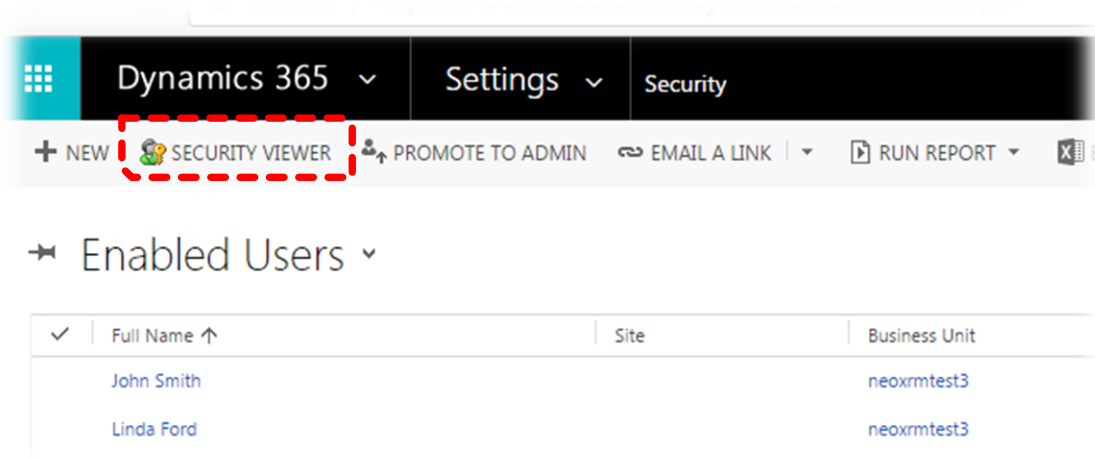 Dynamics 365 Settings Security
NEW SECURITY VIEWER PROMOTE TO ADMIN EMAIL A LINK RUN REPORT
Enabled Users
Full Name Site Business Unit
John Smith neoxrmtest3
Linda Ford neoxrmtest3